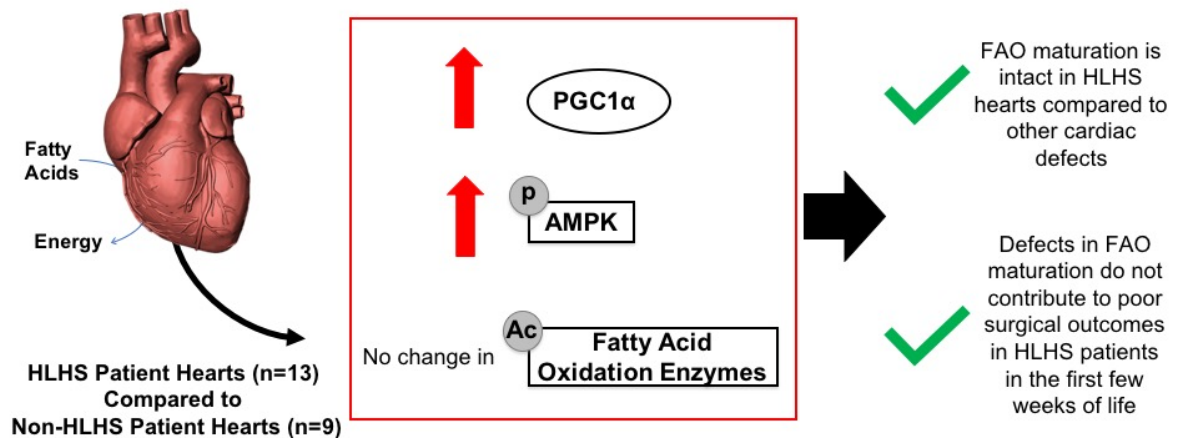 Fatty
Acids
Energy
HLHS Patient Hearts (n=13)
Compared to
Non-HLHS Patient Hearts (n=9)
PGC1α
p
AMPK
No change in
Ac
Fatty Acid
Oxidation Enzymes
FAO maturation is
intact in HLHS
hearts compared to
other cardiac
defects
Defects in FAO
maturation do not
contribute to poor
surgical outcomes
in HLHS patients
in the first few
weeks of life